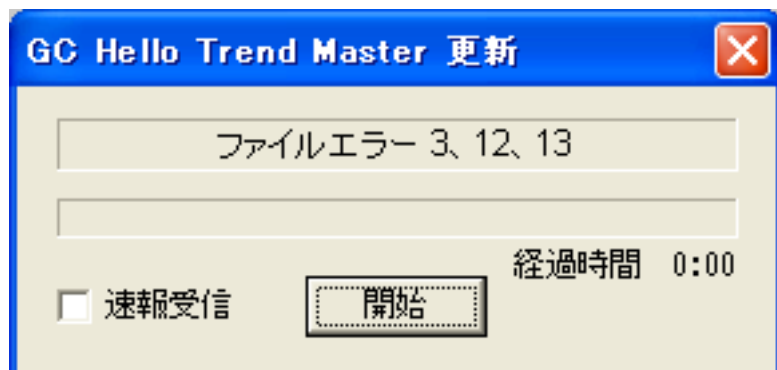 GC Hello Trend Master 更新
ファイルエラー 3、12、13
経過時間 0:00
速報受信 開始